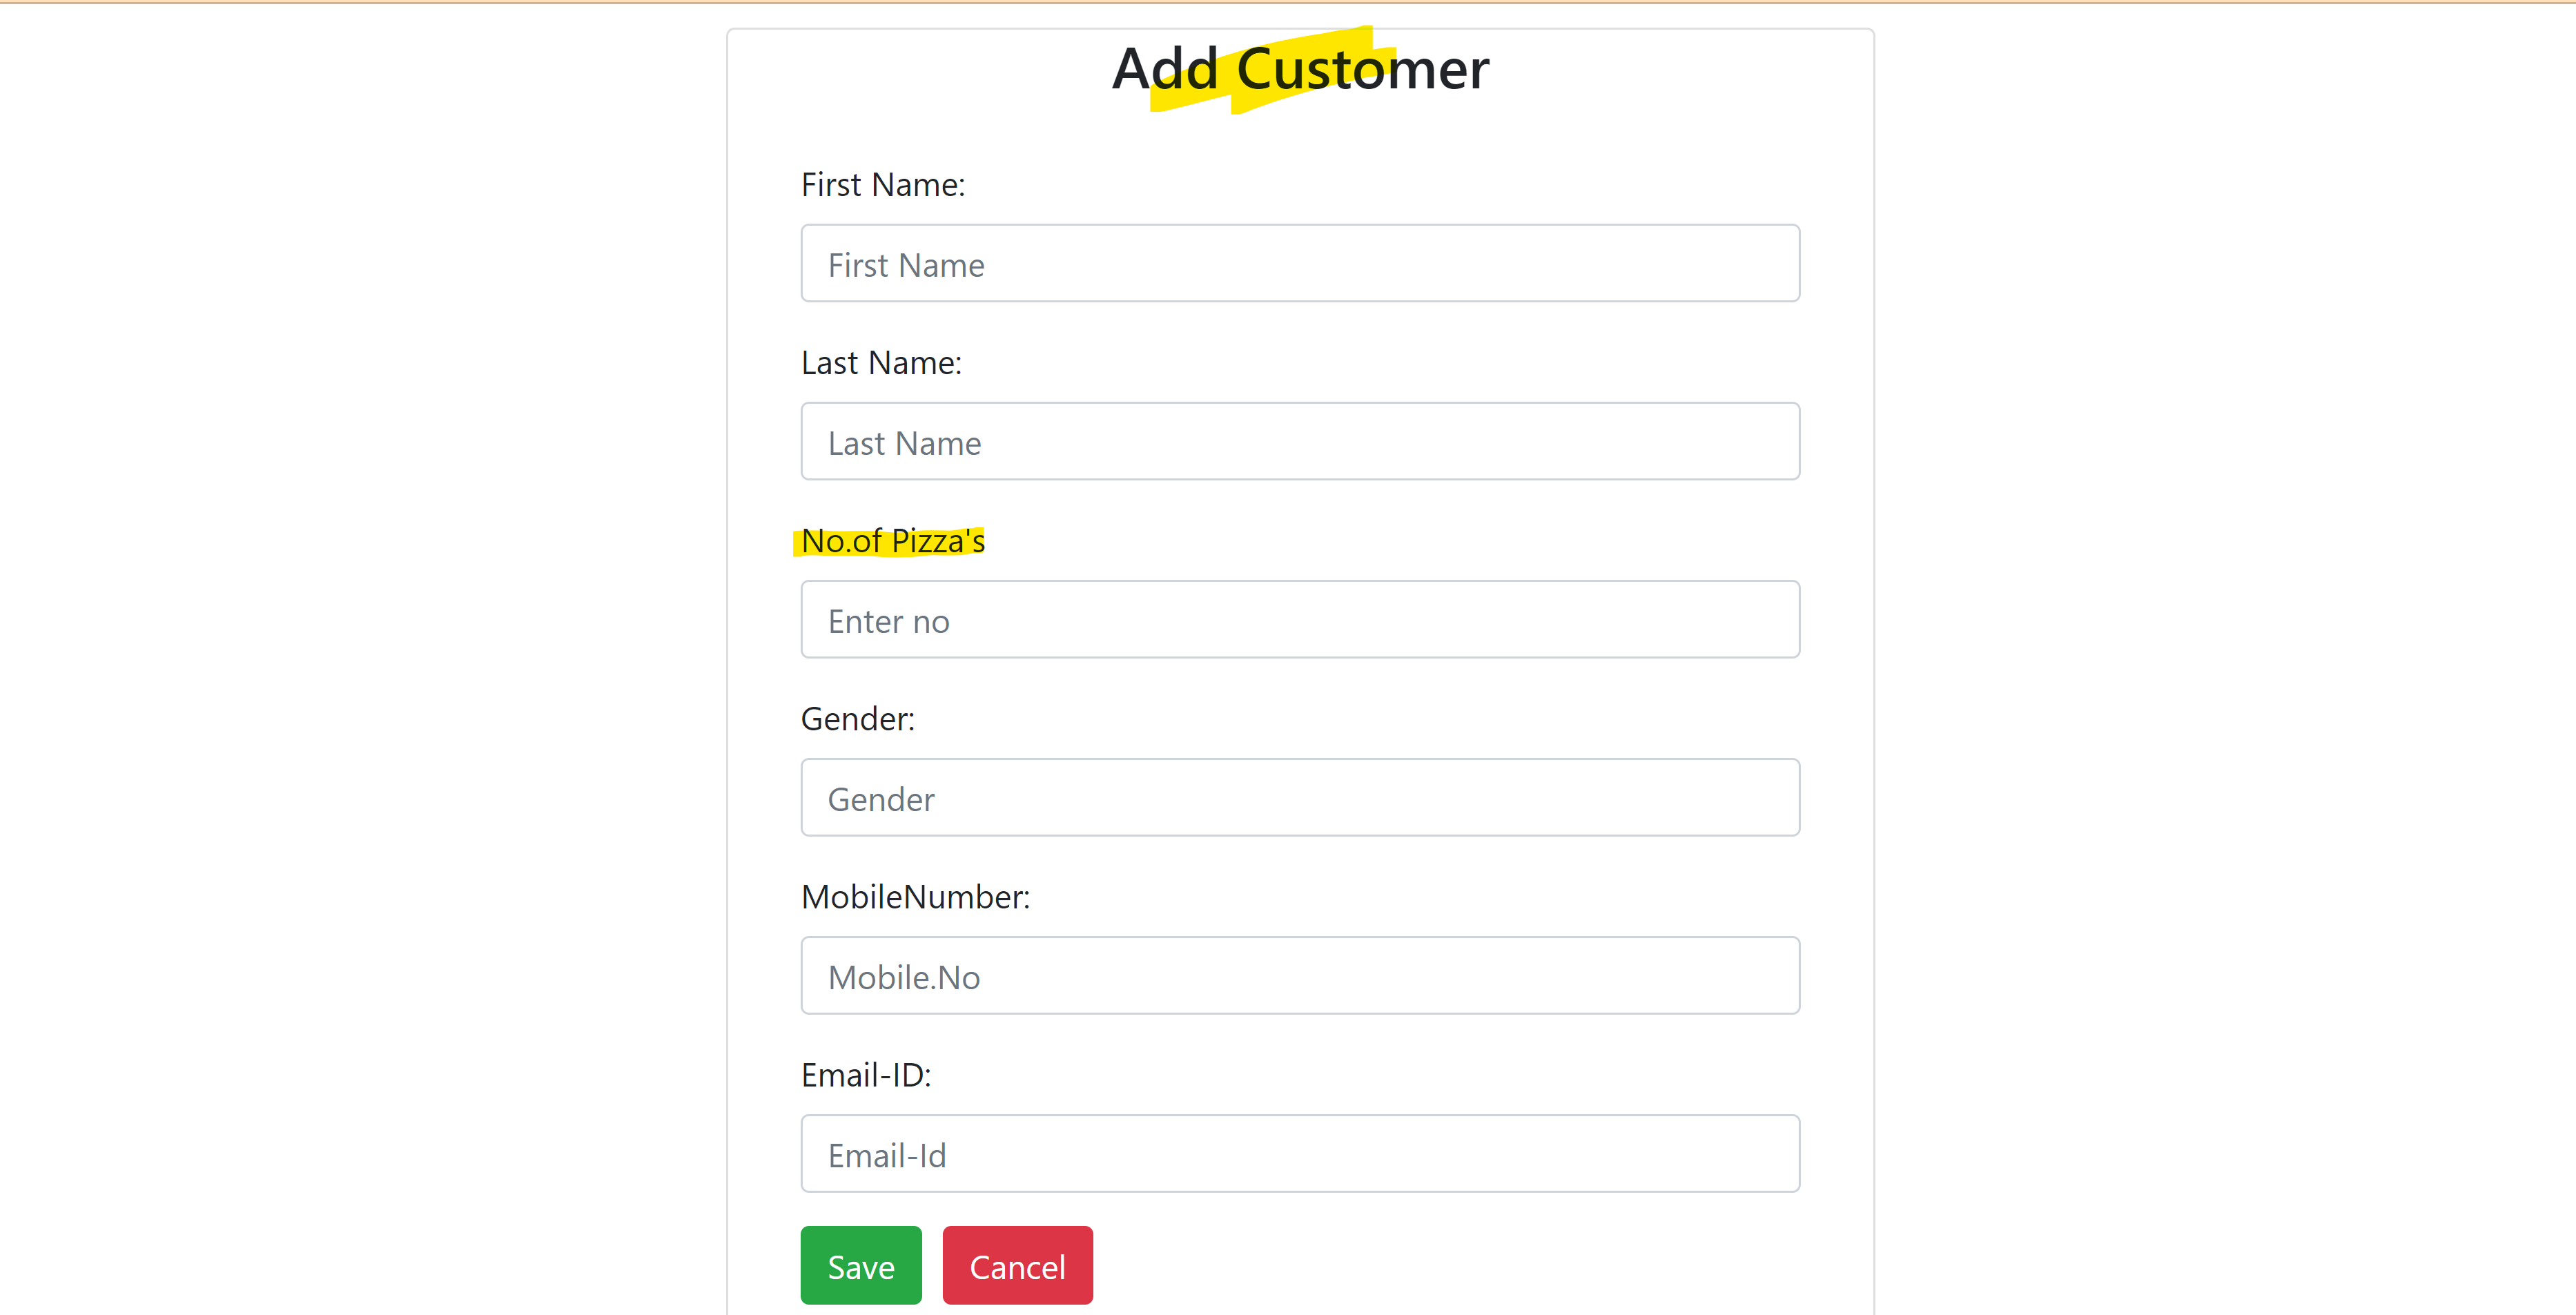 Add Customer
First Name:
First Name
Last Name:
Last Name
No.of Pizza's
Enter no
Gender:
Gender
MobileNumber:
Mobile.No
Email-ID:
Email-Id
Save Cancel